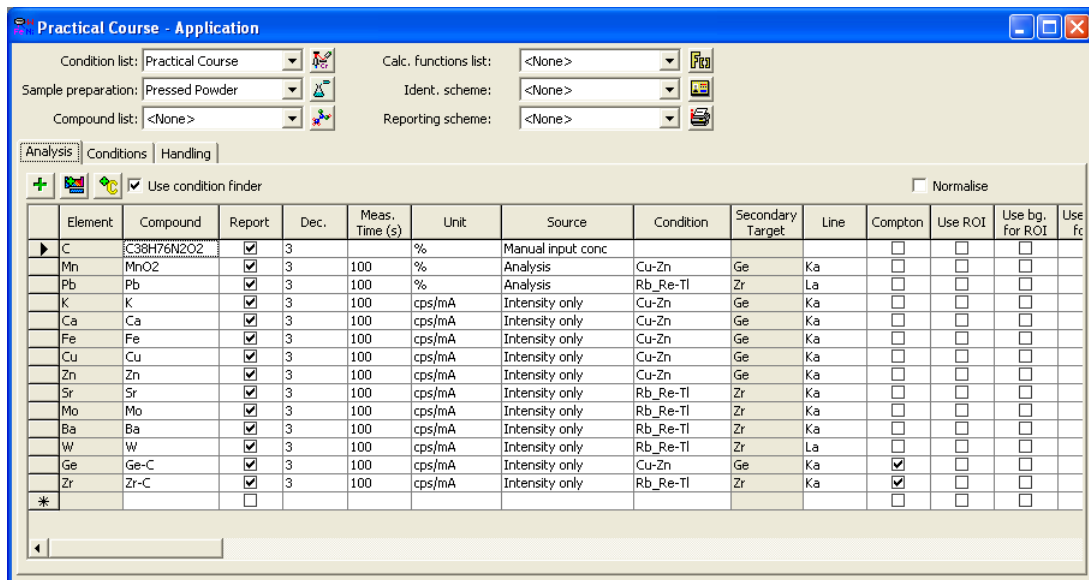 Practical Course - Application
Condition list: Practical Course Calc. functions list: <None>
Sample preparation: Pressed Powder Ident. scheme: <None>
Compound list: <None> Reporting scheme: <None>
Analysis Conditions Handling
Use condition finder Normalise
Element Compound Report Dec. Meas. Time (s) Unit Source Condition Secondary Target Line Compton Use ROI Use bg. for ROI Use
C C38H76N2O2 3 % Manual input conc
Mn MnO2 3 100 % Analysis Cu-Zn Ge Ka
Pb Pb 3 100 % Analysis Rb_Re-Tl Zr La
K K 3 100 cps/mA Intensity only Cu-Zn Ge Ka
Ca Ca 3 100 cps/mA Intensity only Cu-Zn Ge Ka
Fe Fe 3 100 cps/mA Intensity only Cu-Zn Ge Ka
Cu Cu 3 100 cps/mA Intensity only Cu-Zn Ge Ka
Zn Zn 3 100 cps/mA Intensity only Cu-Zn Ge Ka
Sr Sr 3 100 cps/mA Intensity only Rb_Re-Tl Zr Ka
Mo Mo 3 100 cps/mA Intensity only Rb_Re-Tl Zr Ka
Ba Ba 3 100 cps/mA Intensity only Rb_Re-Tl Zr Ka
W W 3 100 cps/mA Intensity only Rb_Re-Tl Zr La
Ge Ge-C 3 100 cps/mA Intensity only Cu-Zn Ge Ka
Zr Zr-C 3 100 cps/mA Intensity only Rb_Re-Tl Zr Ka